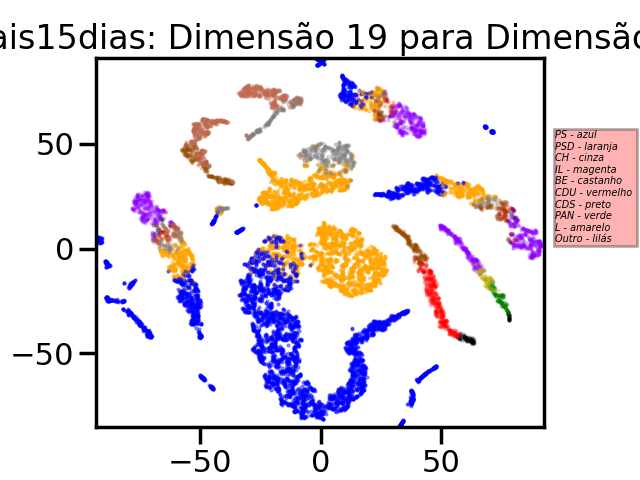 ais15dias: Dimensão 19 para Dimensão
50
0
−50
−50
0
50
PS - azul
PSD - laranja
CH - cinza
IL - magenta
BE - castanho
CDU - vermelho
CDS - preto
PAN - verde
L - amarelo
Outro - lilás